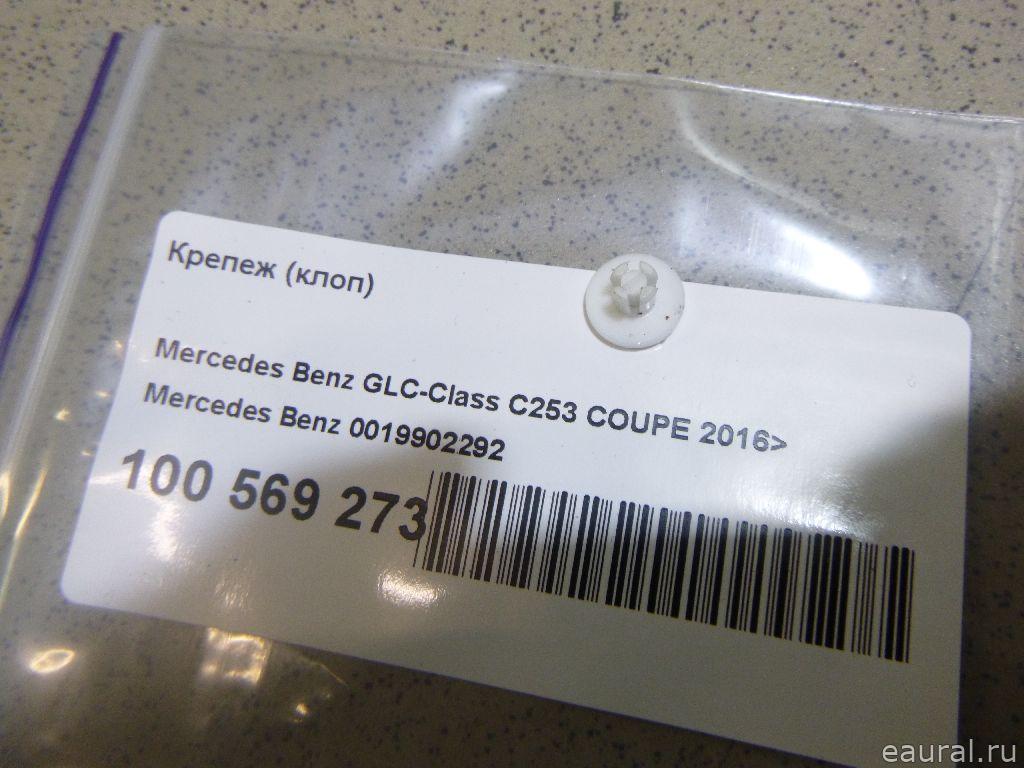 Крепеж (клоп)
Mercedes Benz GLC-Class C253 COUPE 2016>
Mercedes Benz 0019902292
100 569 273
eaural.ru